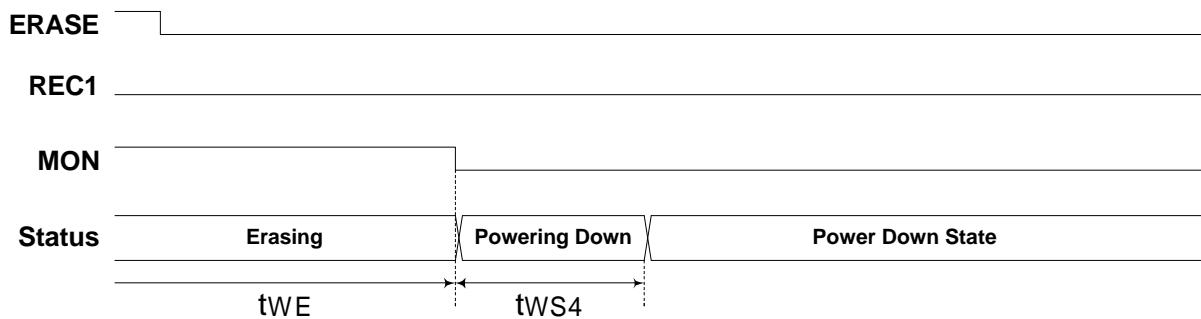 ERASE
REC1
MON
Status Erasing Powering Down Power Down State
tWE tWS4